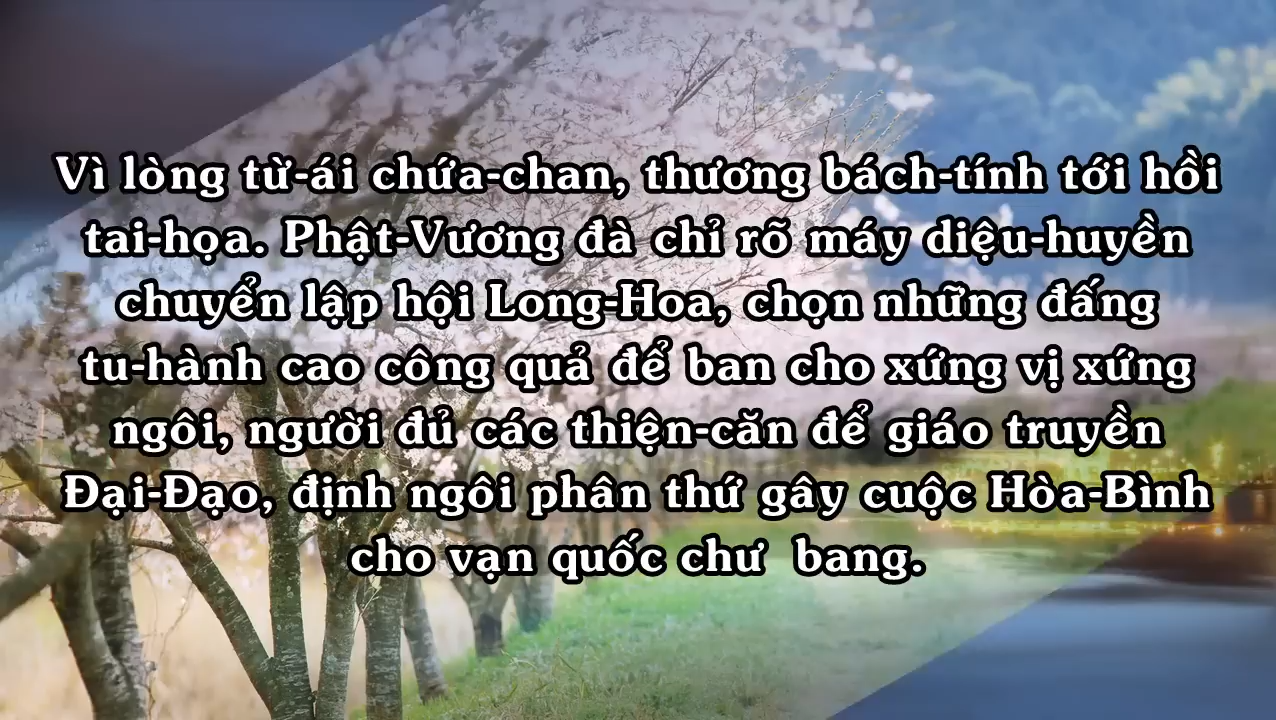 Vì lòng từ-ái chứa-chan, thương bách-tính tới hồi
tai-họa. Phật-Vương đà chỉ rõ máy diệu-huyền
chuyển lập hội Long-Hoa, chọn những đấng
tu-hành cao công quả để ban cho xứng vị xứng
ngôi, người đủ các thiện-căn để giáo truyền
Đại-Đạo, định ngôi phân thứ gây cuộc Hòa-Bình
cho vạn quốc chư  bang.